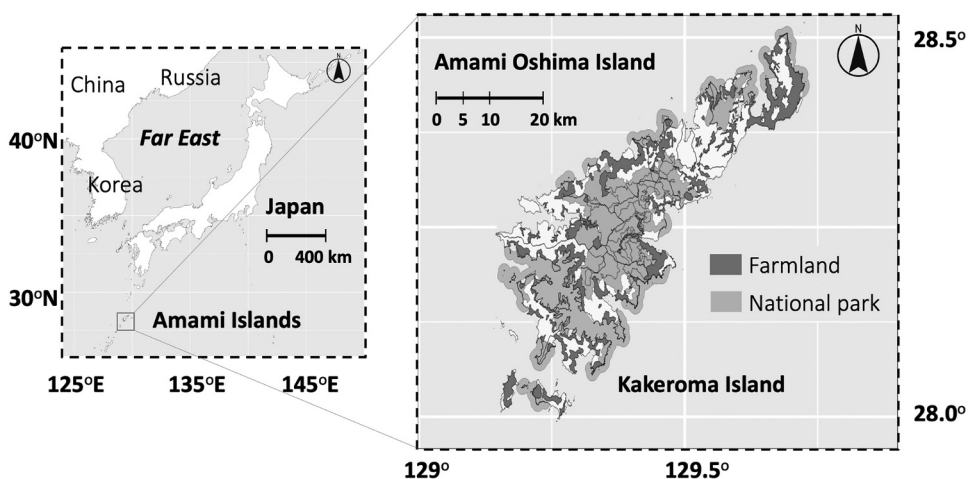 China
Russia
N
Far East
40°N
Korea
Japan
0 400 km
30°N
Amami Islands
125°E 135°E 145°E
28.5°
N
Amami Oshima Island
0 5 10 20 km
Farmland
National park
Kakeroma Island
28.0°
129° 129.5°